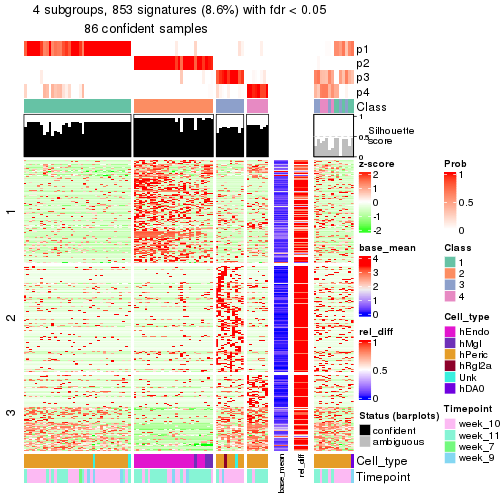 4 subgroups, 853 signatures (8.6%) with fdr < 0.05
86 confident samples
p1
p2
p3
p4
Class
1
0.5
0
Silhouette
score
1
2
3
Cell_type
Timepoint
base_mean
rel_diff
z-score
2
1
0
-1
-2
base_mean
4
3
2
1
0
rel_diff
1
0.5
0
Status (barplots)
confident
ambiguous
Prob
1
0.5
0
Class
1
2
3
4
Cell_type
hEndo
hMgl
hPeric
hRgl2a
Unk
hDA0
Timepoint
week_10
week_11
week_7
week_9